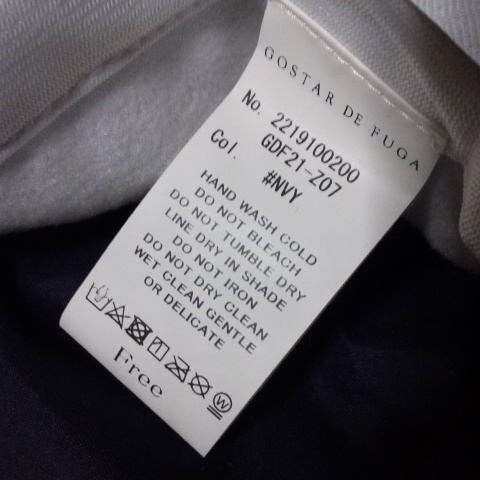 GOSTAR DE FUGA
No. 2219100200
GDF21-Z07
Col. #NVY
HAND WASH COLD
DO NOT BLEACH
DO NOT TUMBLE DRY
LINE DRY IN SHADE
DO NOT IRON
DO NOT DRY CLEAN
WET CLEAN GENTLE
OR DELICATE
W
Free